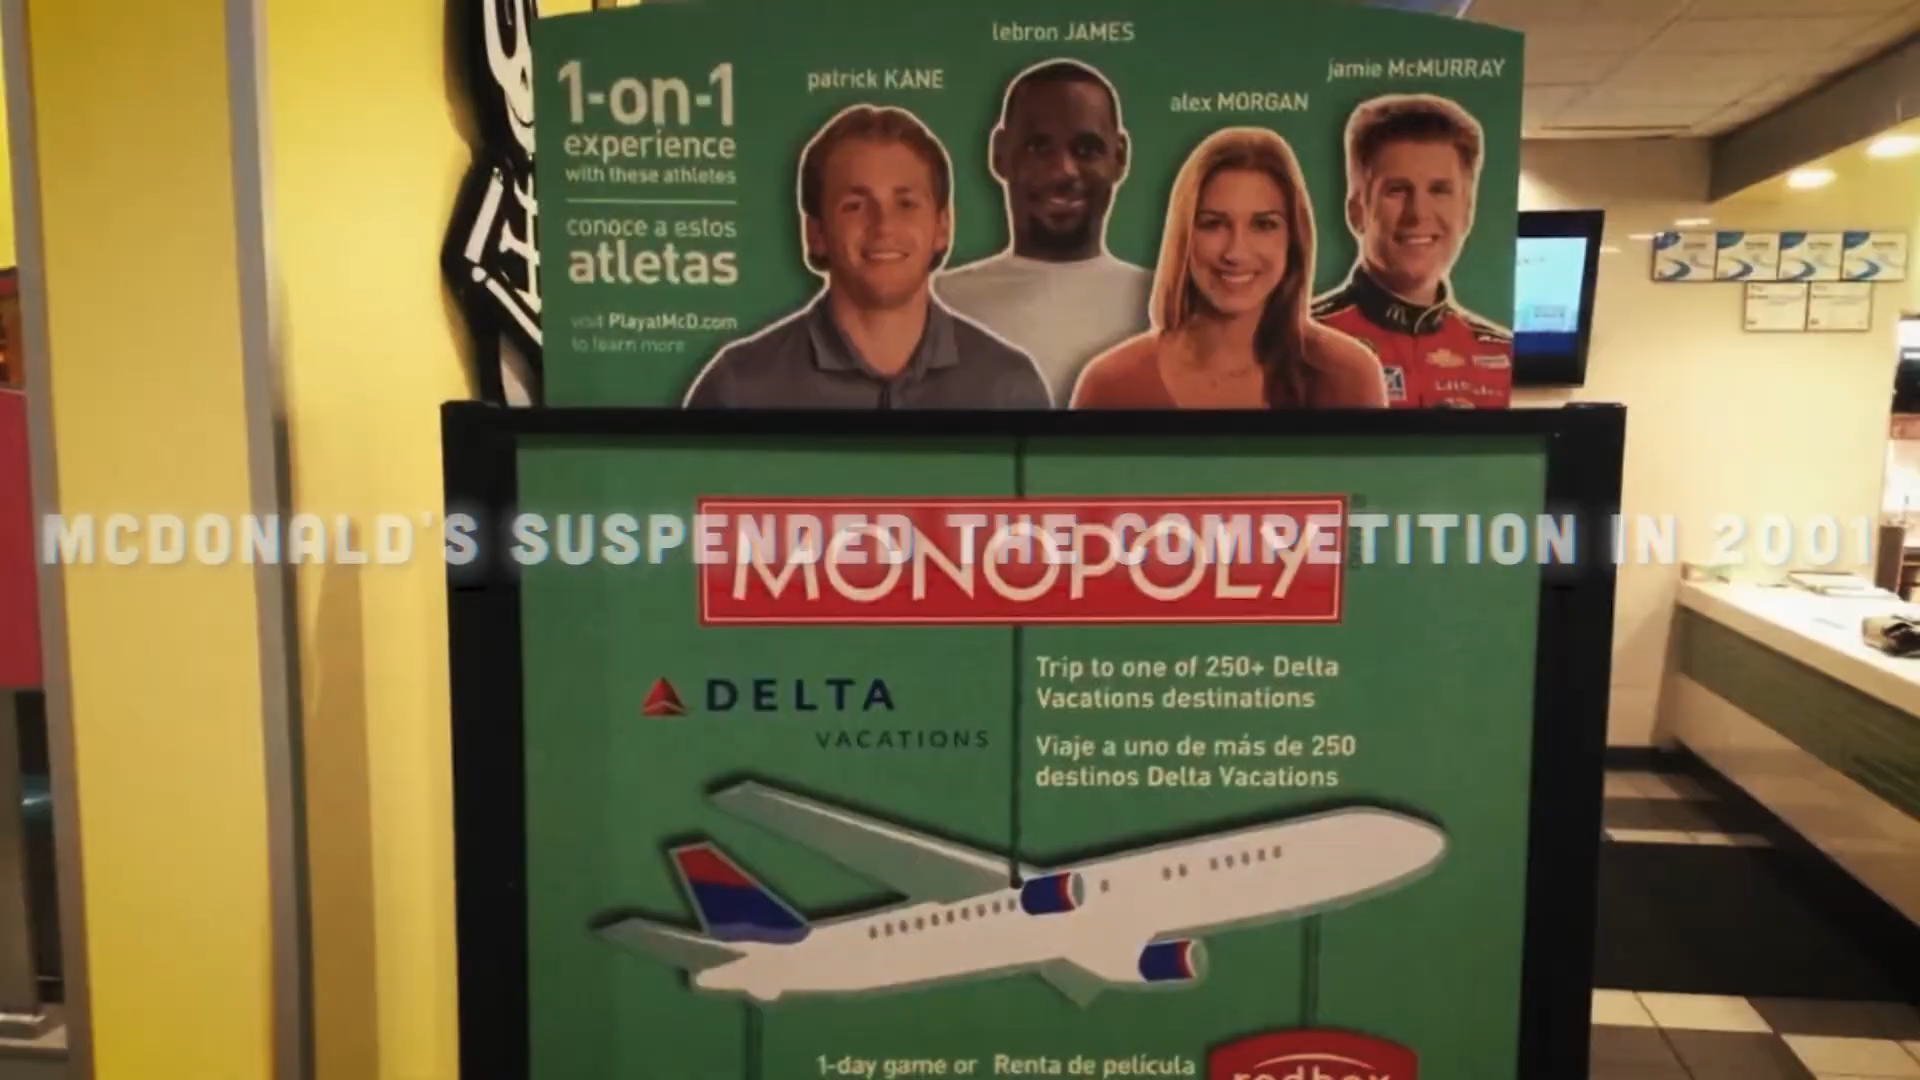 lebron JAMES
patrick KANE
jamie McMURRAY
alex MORGAN
1-on-1
experience
with these athletes
conoce a estos
atletas
visit PlayatMcD.com
to learn more
MCDONALD'S SUSPENDED THE COMPETITION IN 2001
MONOPOLY
DELTA
VACATIONS
Trip to one of 250+ Delta
Vacations destinations
Viaje a uno de más de 250
destinos Delta Vacations
1-day game or
Renta de película
redbox